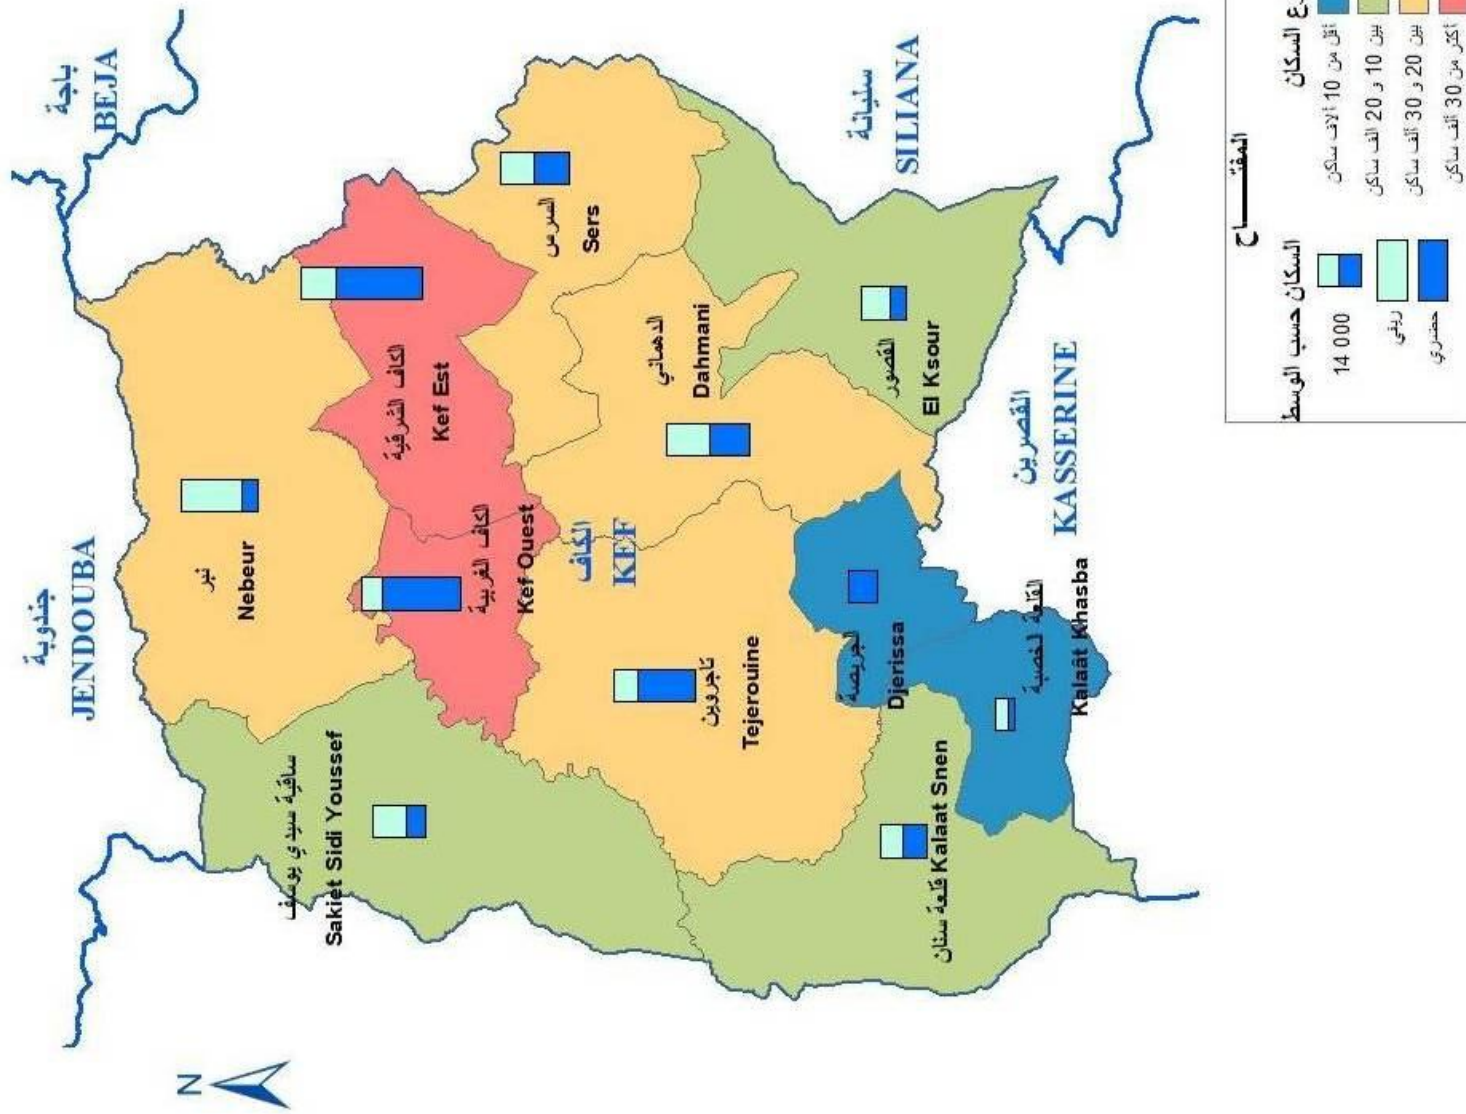 N
جندوبة
JENDOUBA
باجة
BEJA
نبر
Nebeur
ساقية سيدي يوسف
Sakiet Sidi Youssef
الكاف الشرقية
Kef Est
الكاف الغربية
Kef Ouest
السرس
Sers
الكاف
KEF
الدهماني
Dahmani
تاجروين
Tejerouine
سليانة
SILIANA
القصور
El Ksour
الجريصة
Djerissa
قلعة سنان Kalaat Snen
القلعة الخصبة
Kalaât Khasba
القصرين
KASSERINE
المفتـــاح
السكان حسب الوسط
14 000
ريفي
حضري
السكان
أقل من 10 آلاف ساكن
بين 10 و 20 ألف ساكن
بين 20 و 30 ألف ساكن
أكثر من 30 ألف ساكن